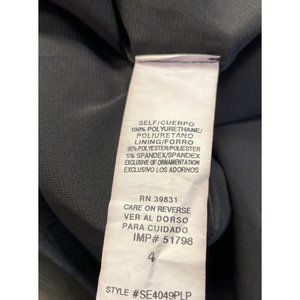 SELF/CUERPO
100% POLYURETHANE/
POLIURETANO
LINING/FORRO
95% POLYESTER/POLIESTER
5% SPANDEX/SPANDEX
EXCLUSIVE OF ORNAMENTATION
EXCLUSIVO LOS ADORNOS
RN 39831
CARE ON REVERSE
VER AL DORSO
PARA CUIDADO
IMP# 51798
4
STYLE #SE4049PLP